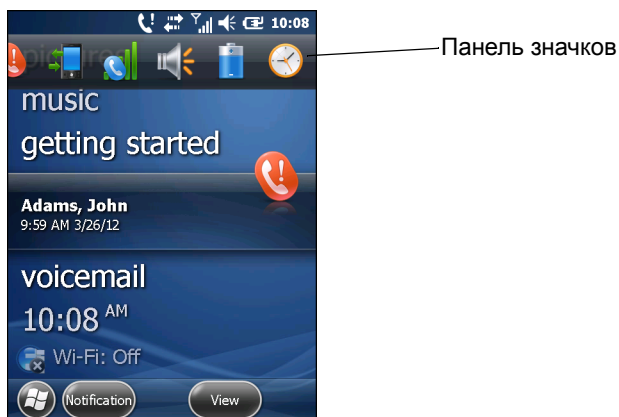 10:08
pictures
Панель значков
music
getting started
Adams, John
9:59 AM 3/26/12
voicemail
10:08 AM
Wi-Fi: Off
Notification
View